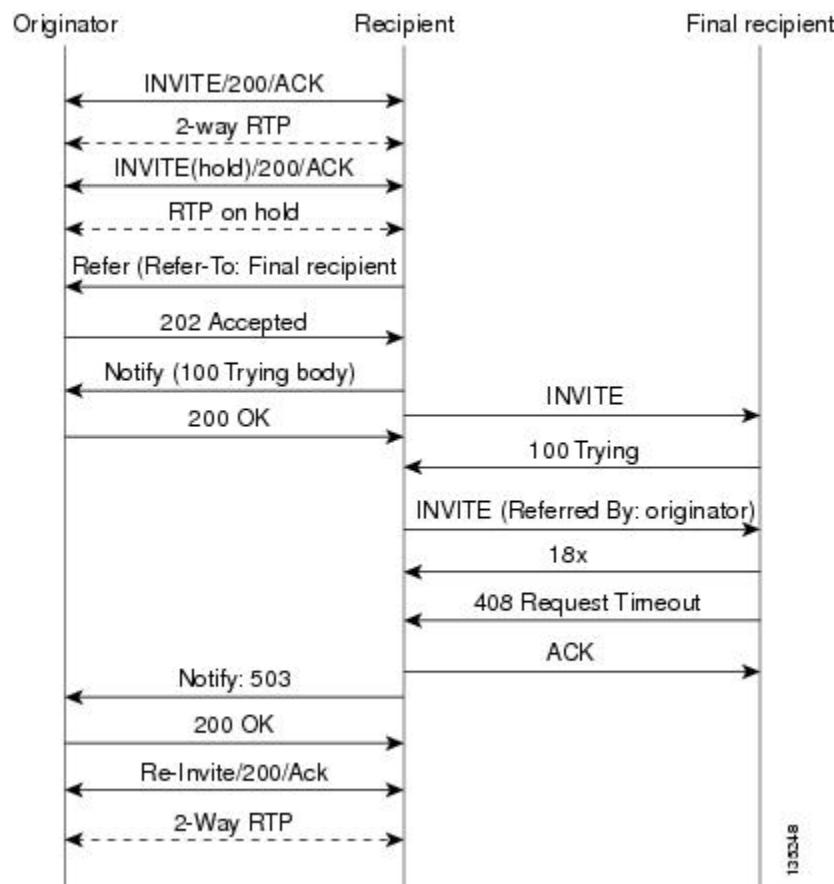 Originator Recipient Final recipient
INVITE/200/ACK
2-way RTP
INVITE(hold)/200/ACK
RTP on hold
Refer (Refer-To: Final recipient
202 Accepted
Notify (100 Trying body)
INVITE
200 OK
100 Trying
INVITE (Referred By: originator)
18x
408 Request Timeout
ACK
Notify: 503
200 OK
Re-Invite/200/Ack
2-Way RTP
135248